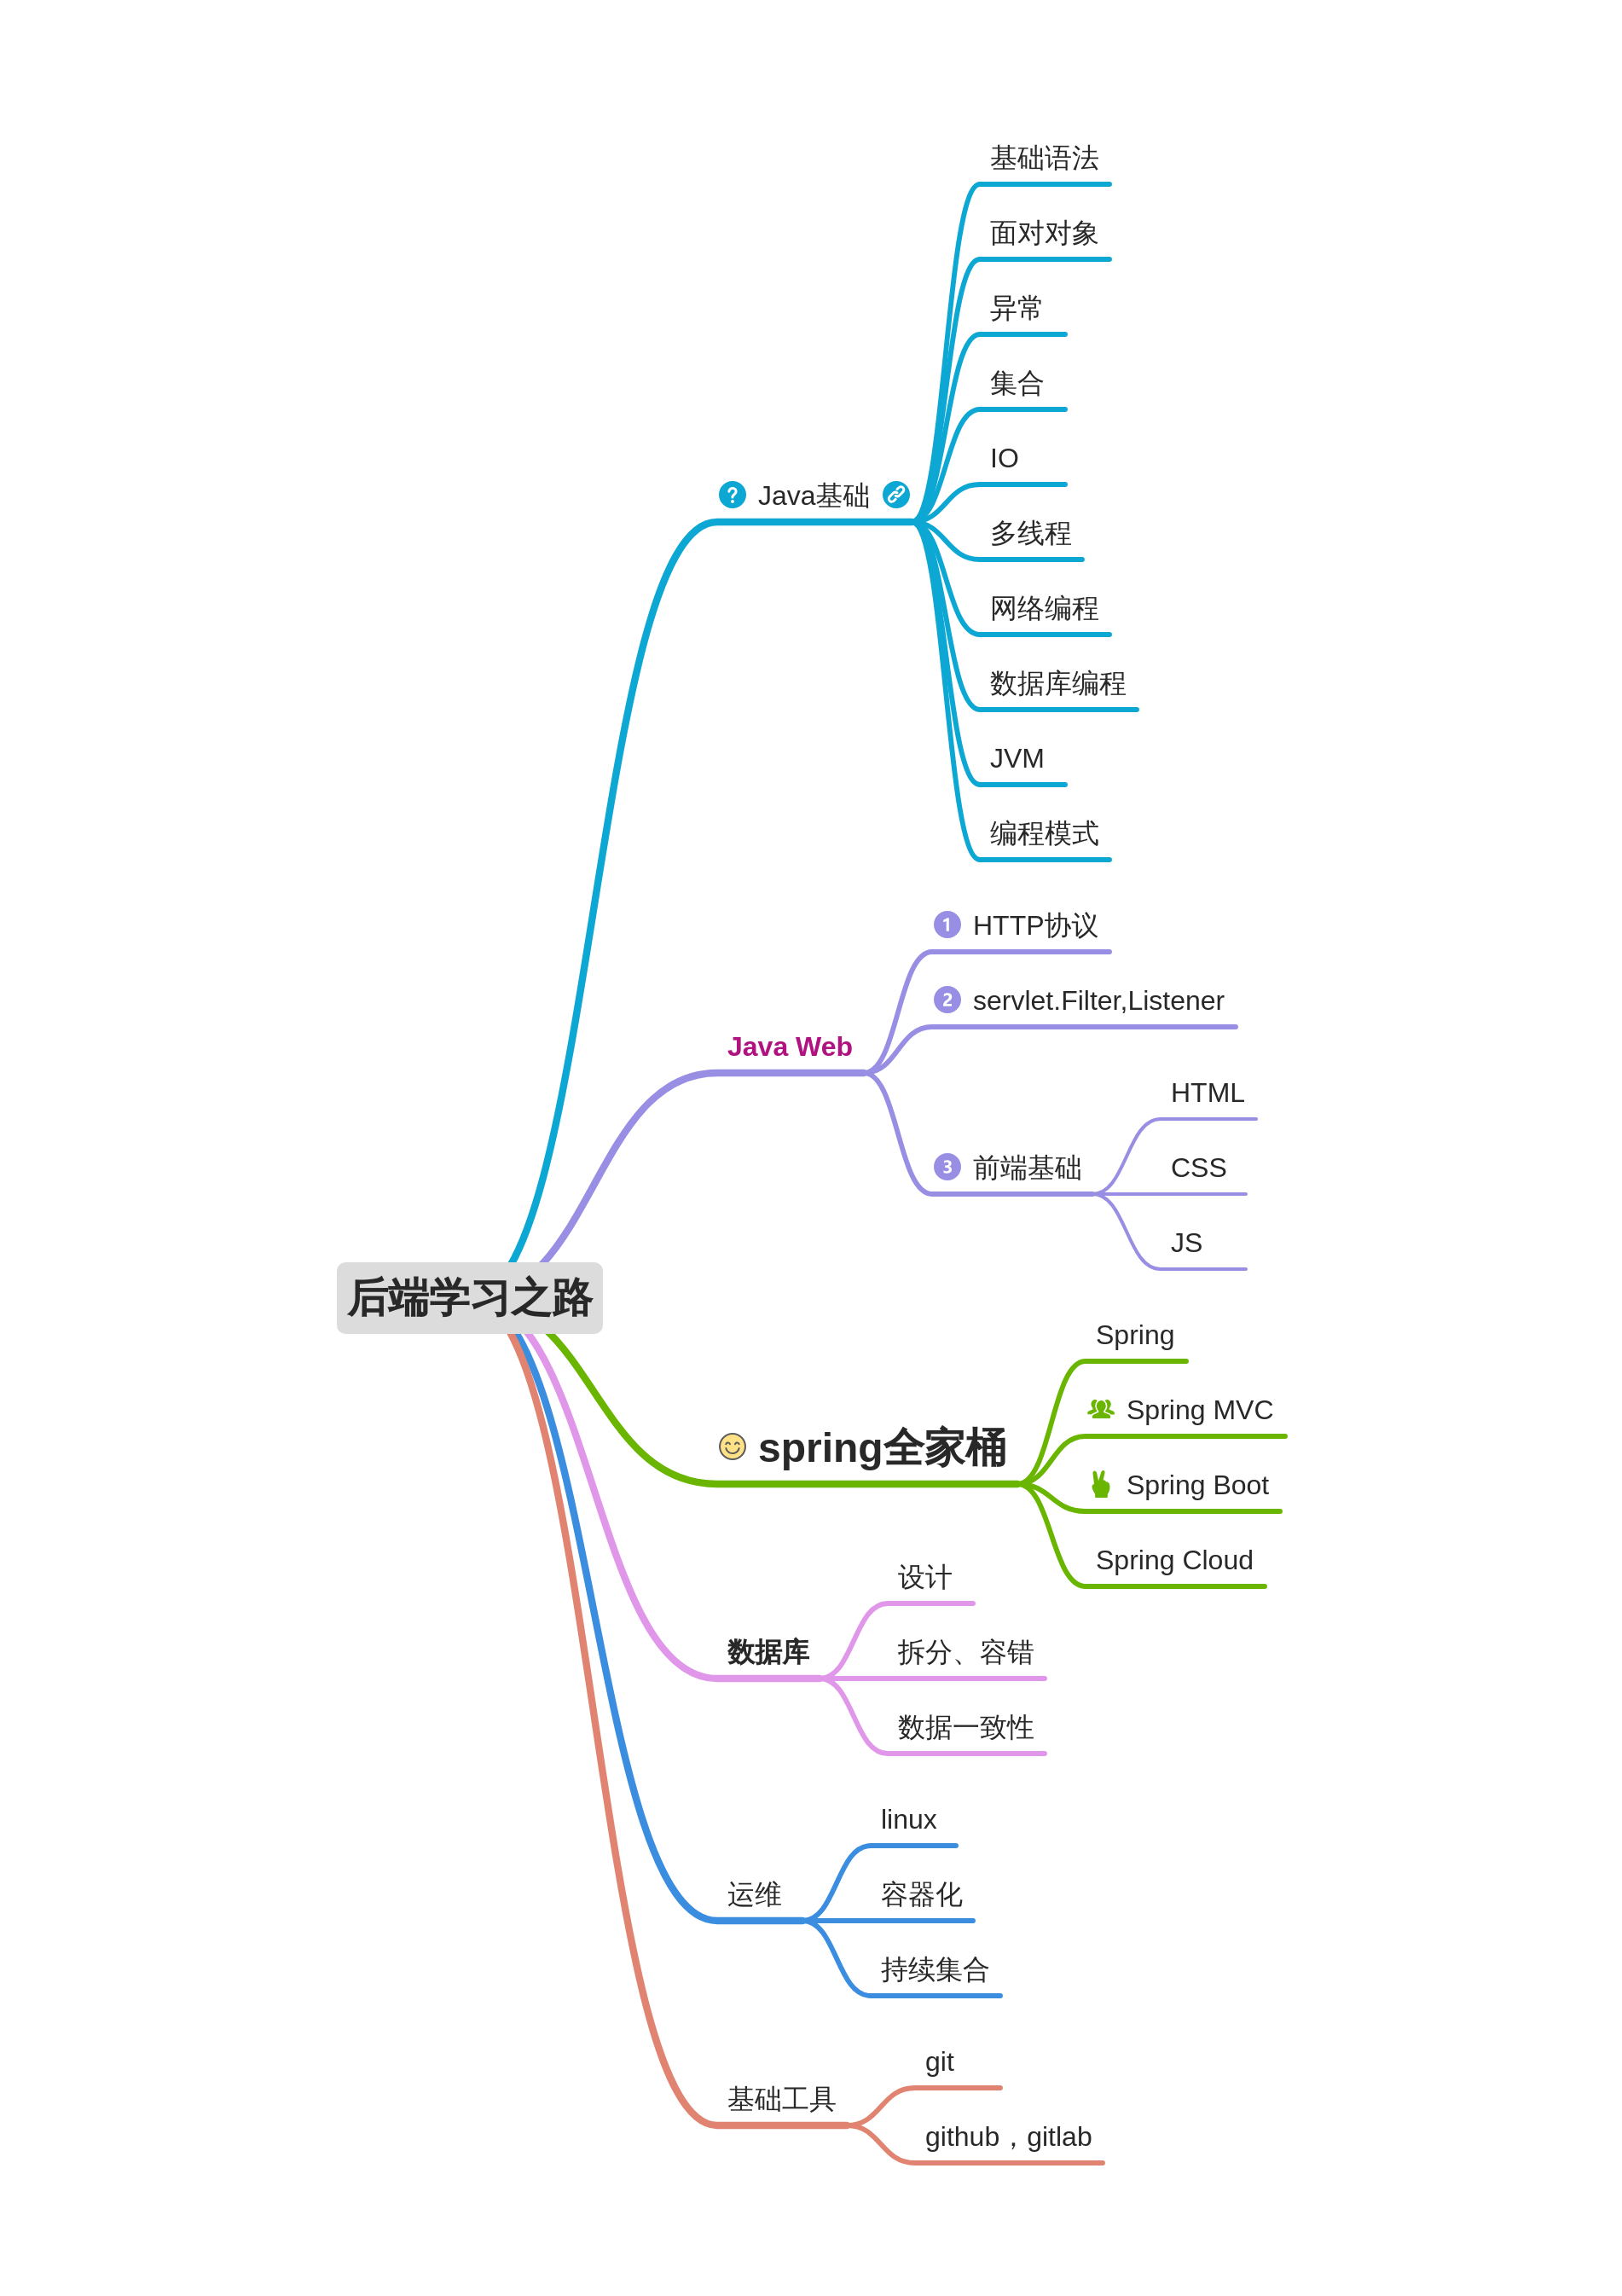 后端学习之路
Java基础
基础语法
面对对象
异常
集合
IO
多线程
网络编程
数据库编程
JVM
编程模式
Java Web
1 HTTP协议
2 servlet.Filter,Listener
3 前端基础
HTML
CSS
JS
spring全家桶
Spring
Spring MVC
Spring Boot
Spring Cloud
数据库
设计
拆分、容错
数据一致性
运维
linux
容器化
持续集合
基础工具
git
github，gitlab